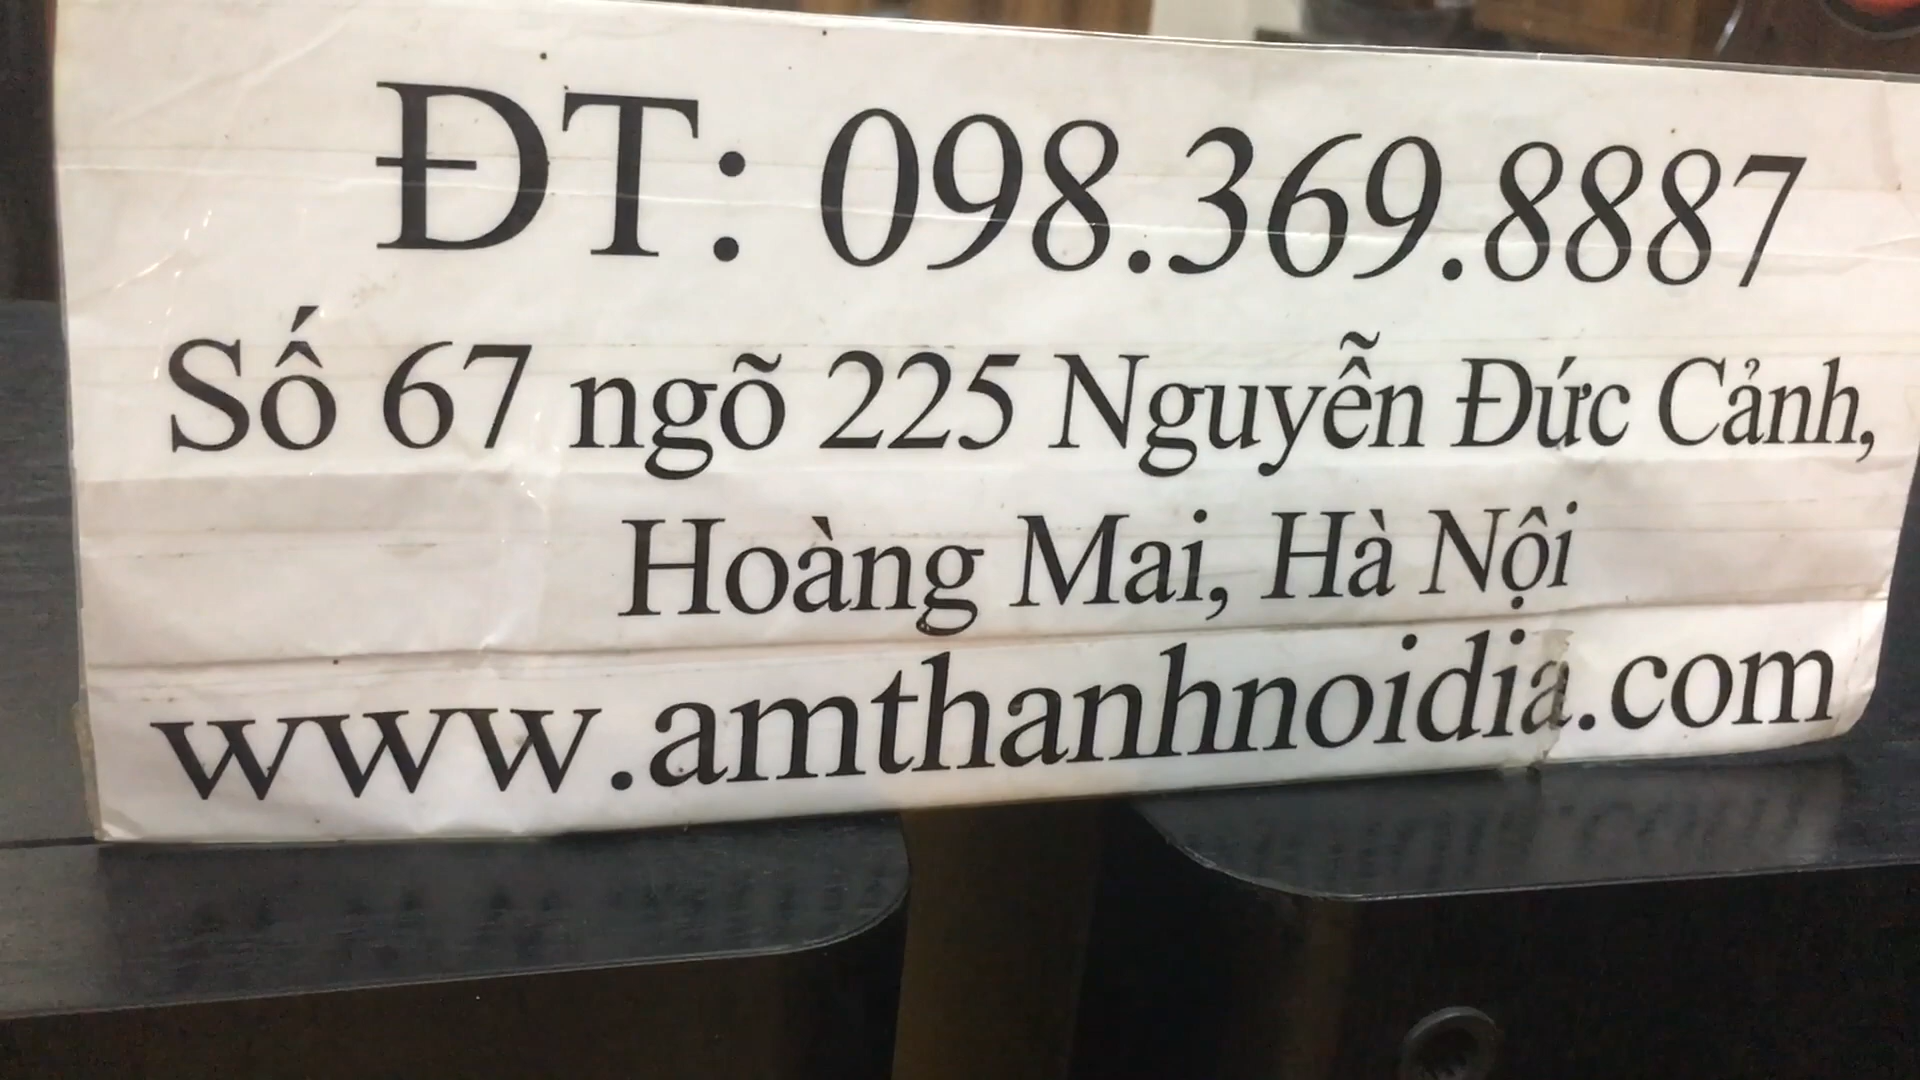 ĐT: 098.369.8887
Số 67 ngõ 225 Nguyễn Đức Cảnh,
Hoàng Mai, Hà Nội
www.amthanhnoidia.com